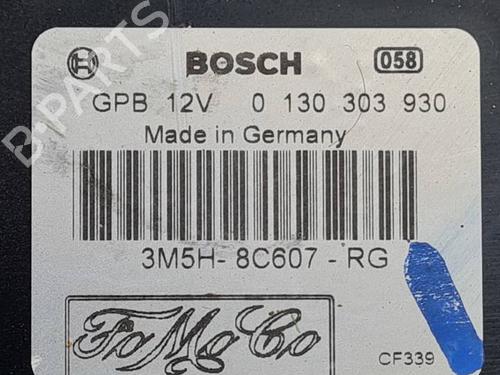 BOSCH 058
GPB 12V 0 130 303 930
Made in Germany
3M5H-8C607-RG
FoMoCo
CF339
B-PARTS